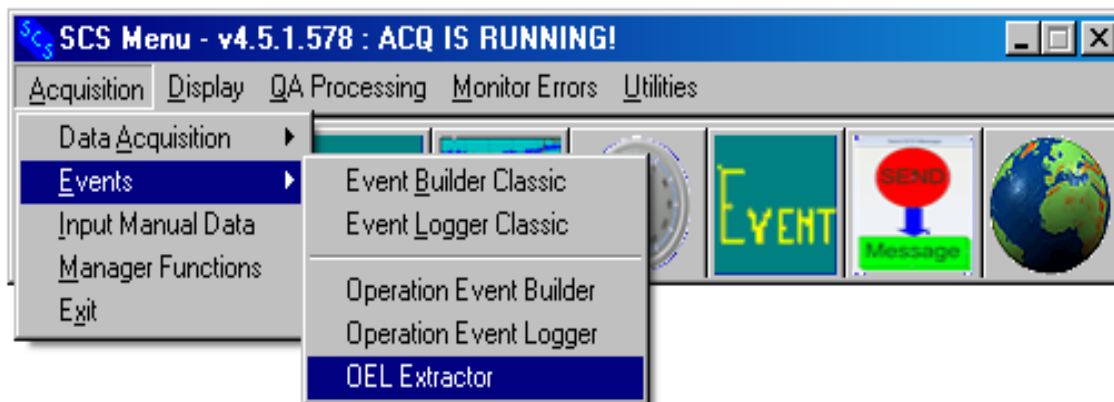 SCS SCS Menu - v4.5.1.578 : ACQ IS RUNNING!
Acquisition Display QA Processing Monitor Errors Utilities
Data Acquisition
Events
Input Manual Data
Manager Functions
Exit
Event Builder Classic
Event Logger Classic
Operation Event Builder
Operation Event Logger
OEL Extractor
EVENT
SEND
Message